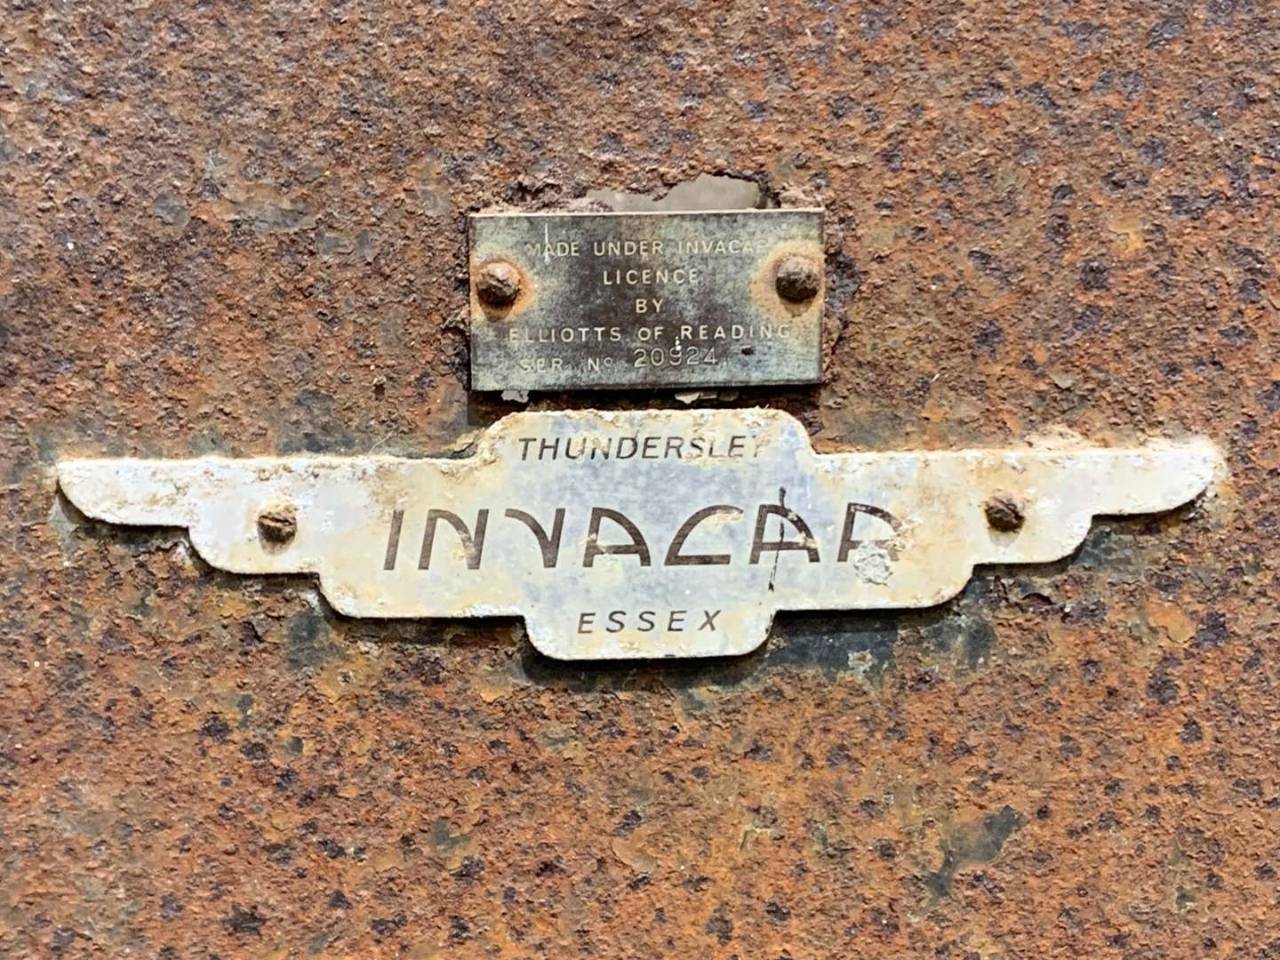 MADE UNDER INVACAR
LICENCE
BY
ELLIOTTS OF READING
SER. No 20924
THUNDERSLEY
INVACAR
ESSEX